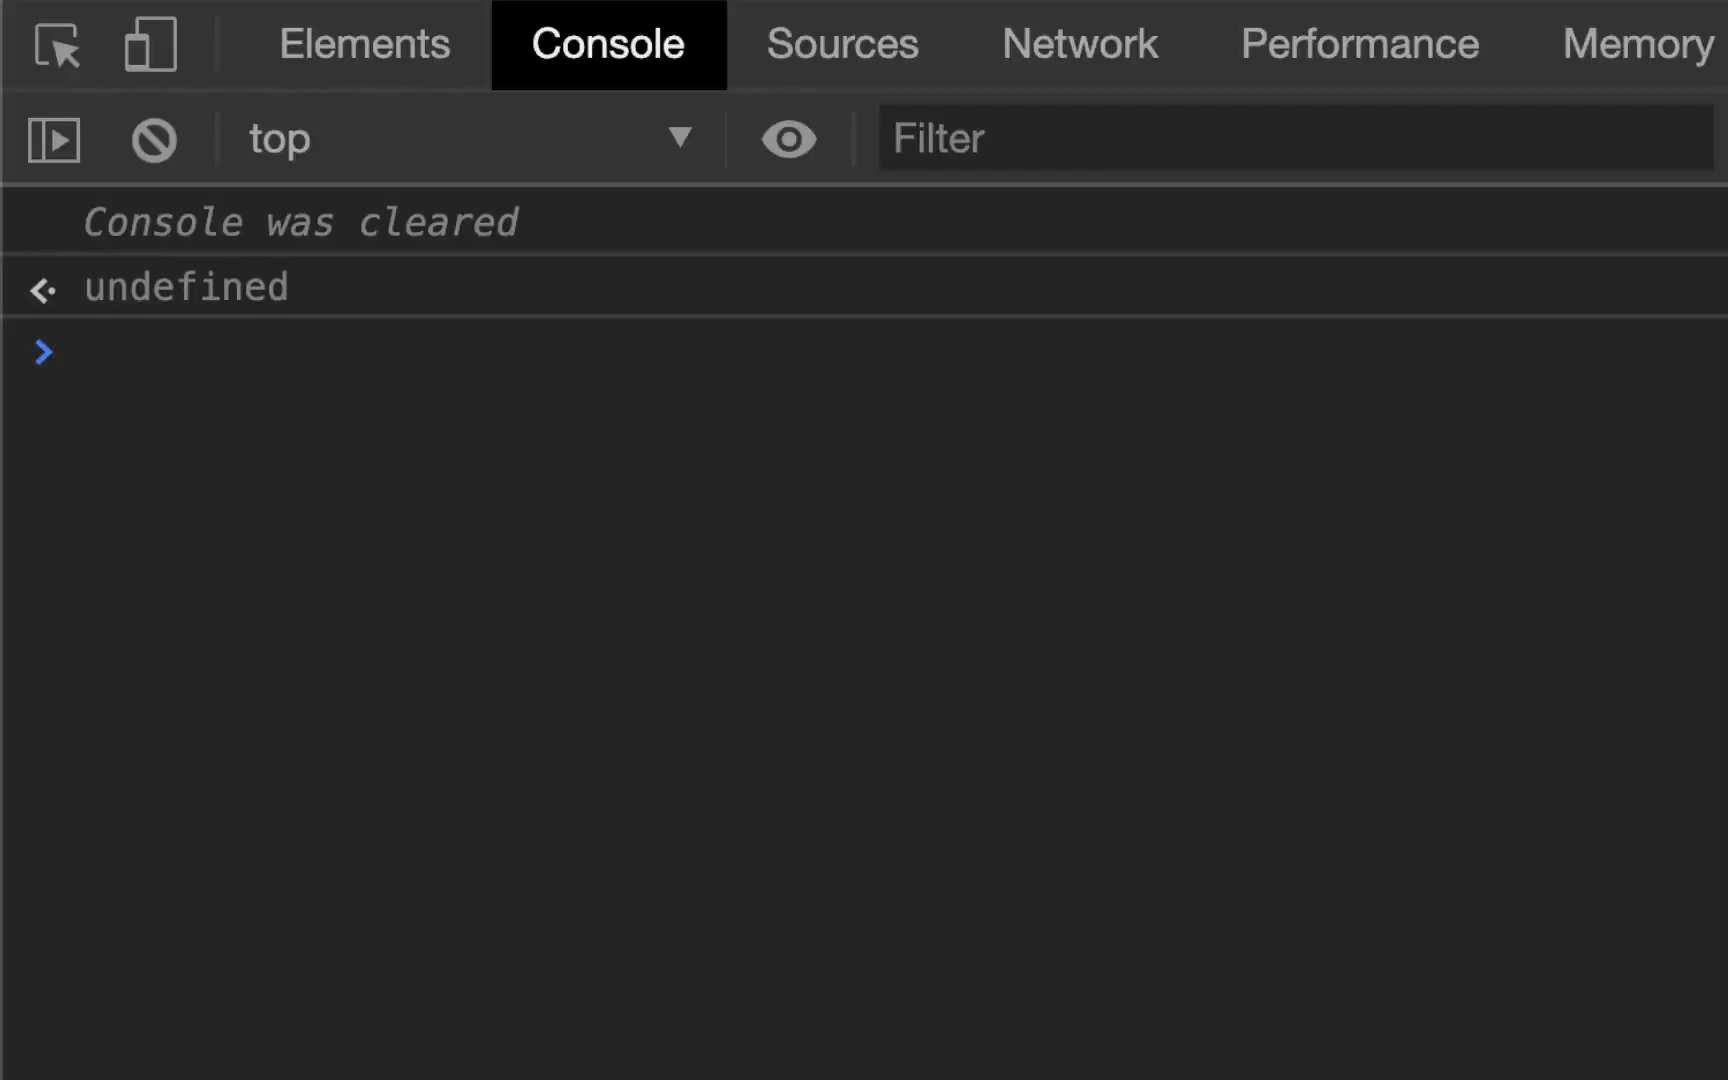 Elements Console Sources Network Performance Memory
top Filter
Console was cleared
undefined